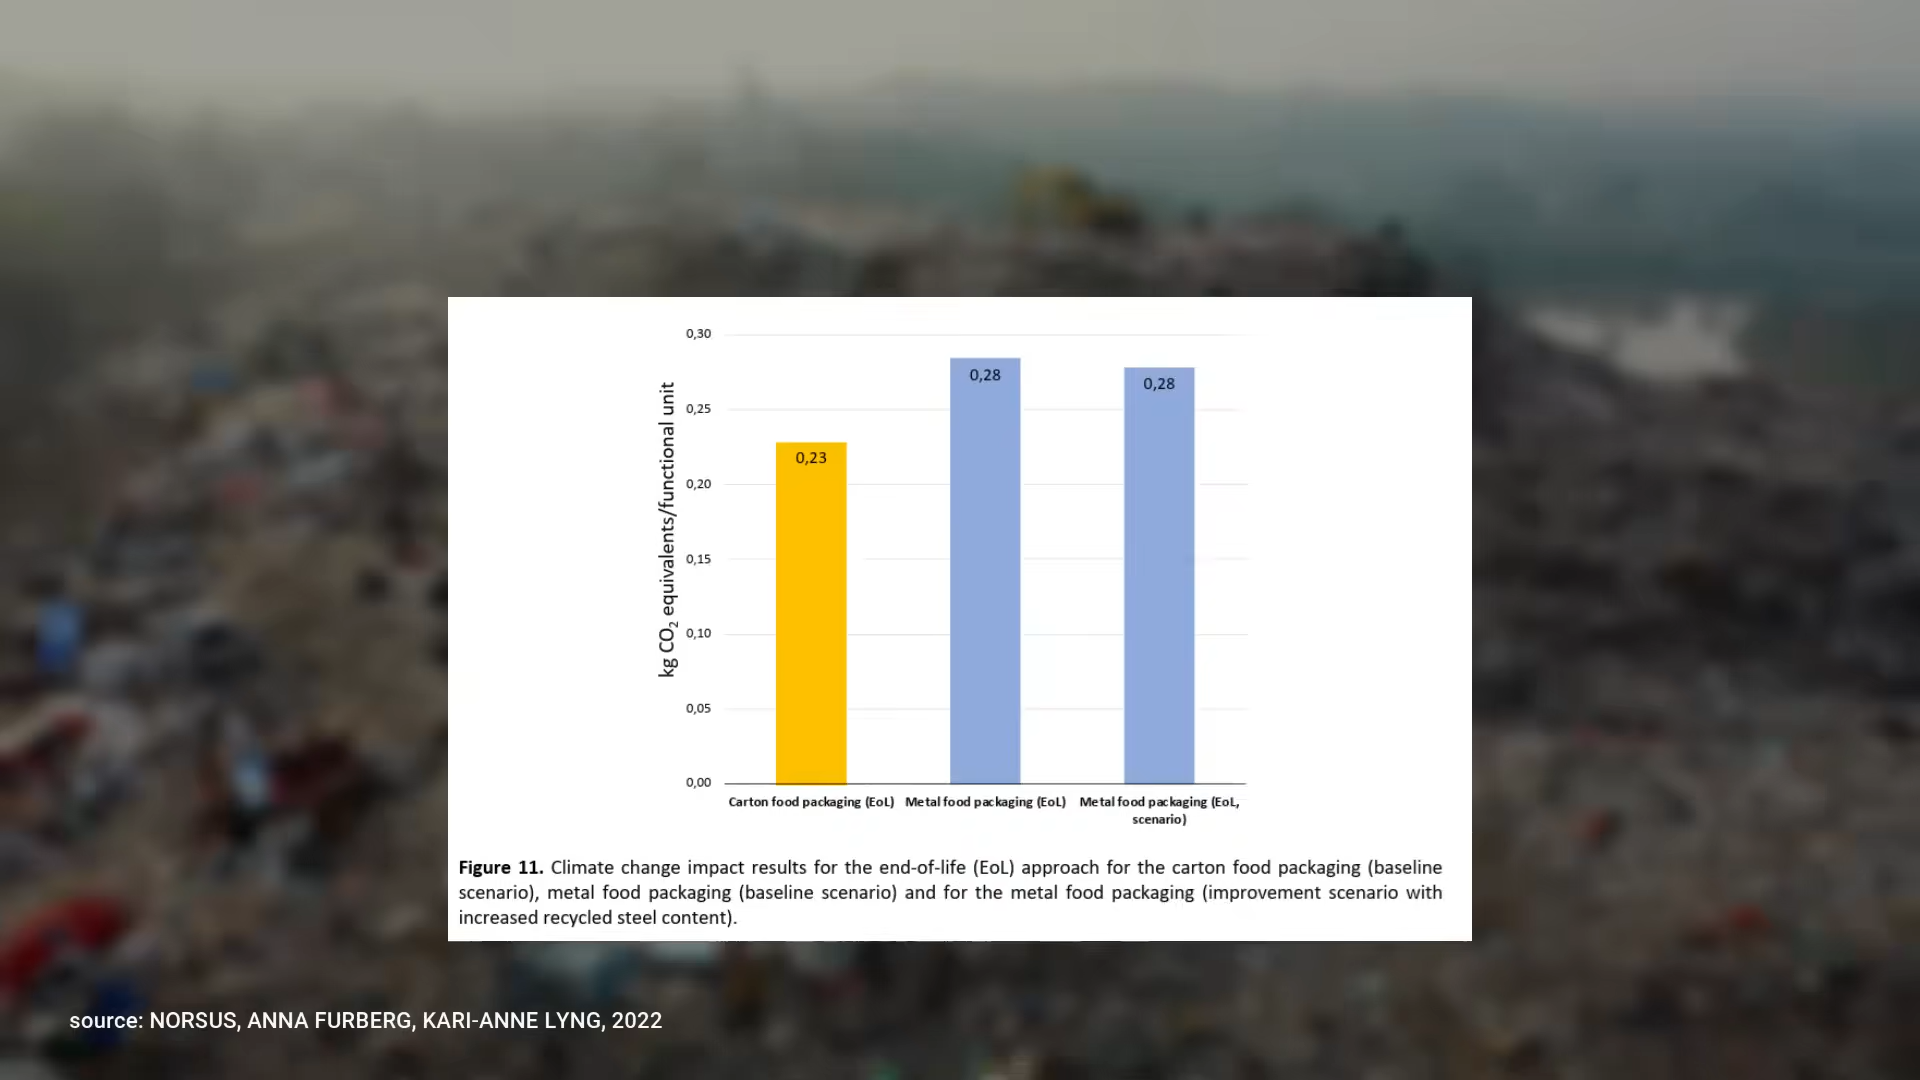 0,30
0,25
0,20
0,15
0,10
0,05
0,00
kg CO2 equivalents/functional unit
0,23
0,28
0,28
Carton food packaging (EoL)
Metal food packaging (EoL)
Metal food packaging (EoL,
scenario)
Figure 11. Climate change impact results for the end-of-life (EoL) approach for the carton food packaging (baseline
scenario), metal food packaging (baseline scenario) and for the metal food packaging (improvement scenario with
increased recycled steel content).
source: NORSUS, ANNA FURBERG, KARI-ANNE LYNG, 2022